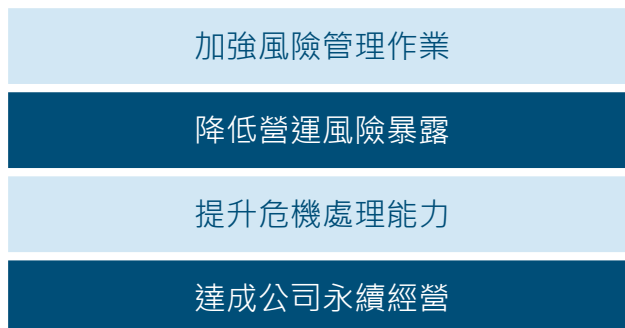 加強風險管理作業
降低營運風險暴露
提升危機處理能力
達成公司永續經營